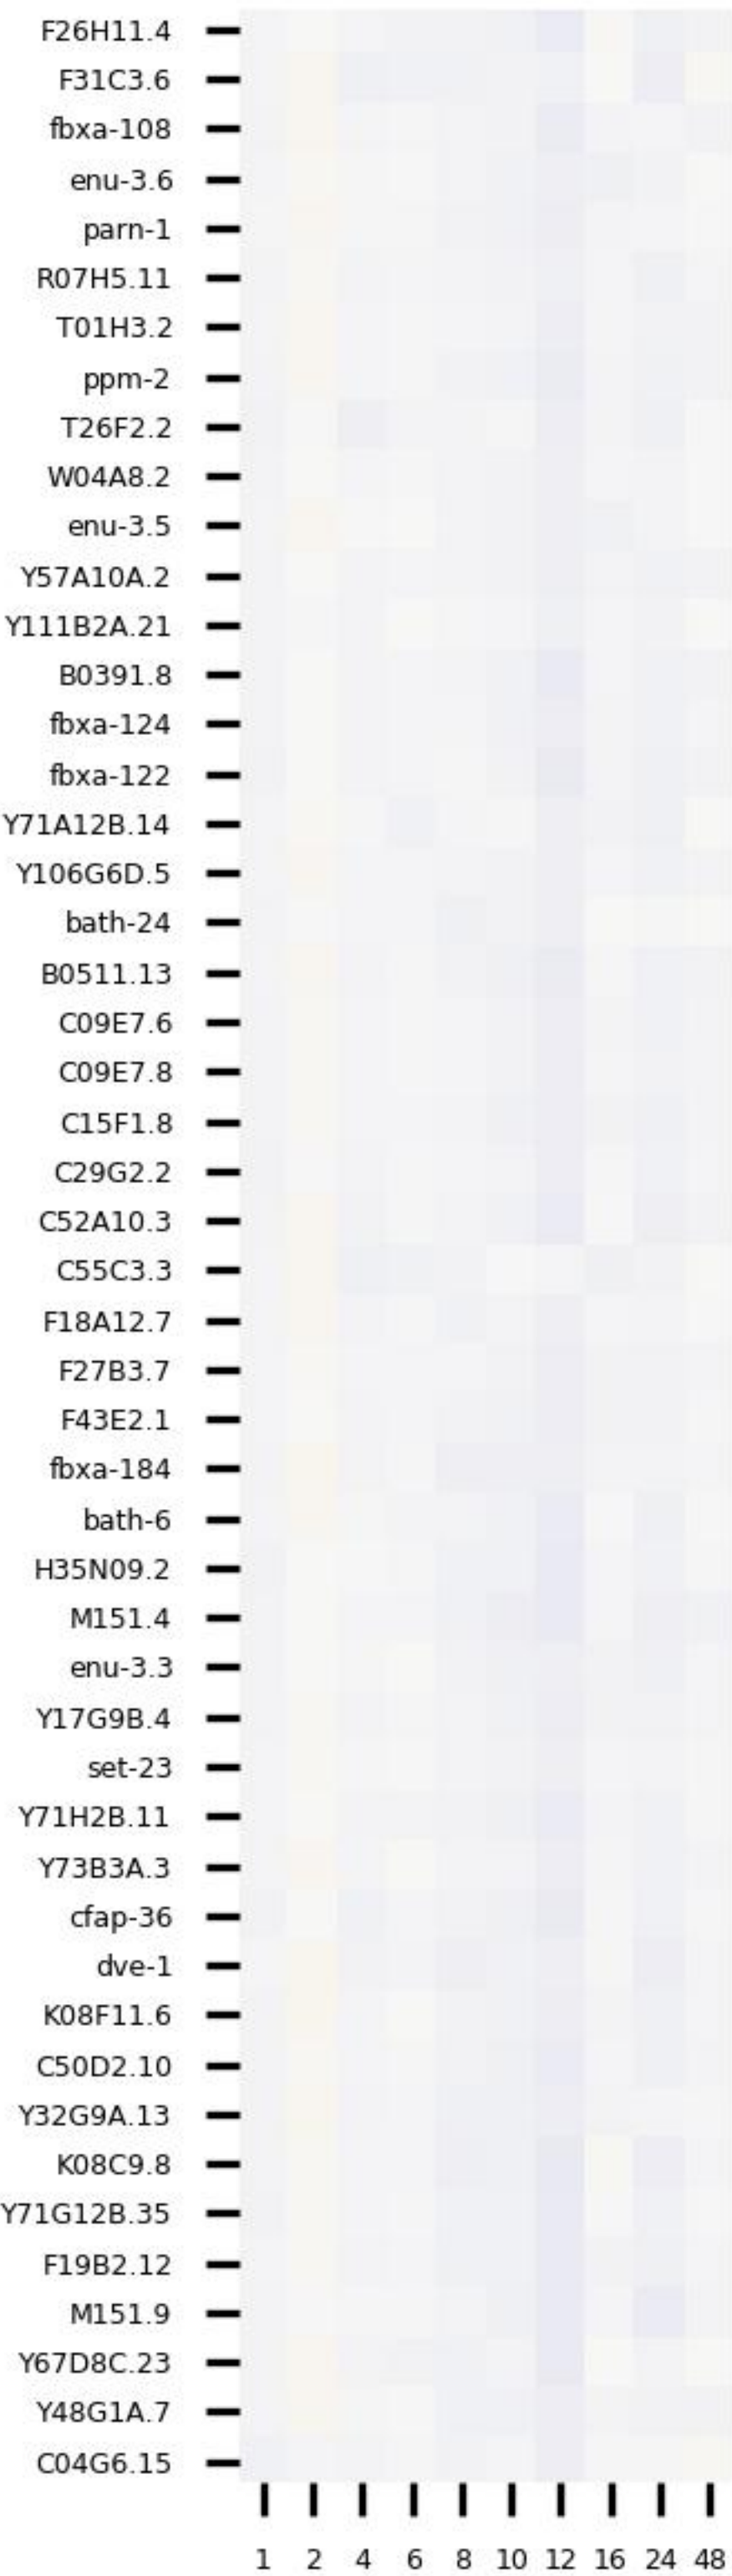 F26H11.4
F31C3.6
fbxa-108
enu-3.6
parn-1
R07H5.11
T01H3.2
ppm-2
T26F2.2
W04A8.2
enu-3.5
Y57A10A.2
Y111B2A.21
B0391.8
fbxa-124
fbxa-122
Y71A12B.14
Y106G6D.5
bath-24
B0511.13
C09E7.6
C09E7.8
C15F1.8
C29G2.2
C52A10.3
C55C3.3
F18A12.7
F27B3.7
F43E2.1
fbxa-184
bath-6
H35N09.2
M151.4
enu-3.3
Y17G9B.4
set-23
Y71H2B.11
Y73B3A.3
cfap-36
dve-1
K08F11.6
C50D2.10
Y32G9A.13
K08C9.8
Y71G12B.35
F19B2.12
M151.9
Y67D8C.23
Y48G1A.7
C04G6.15
1 2 4 6 8 10 12 16 24 48